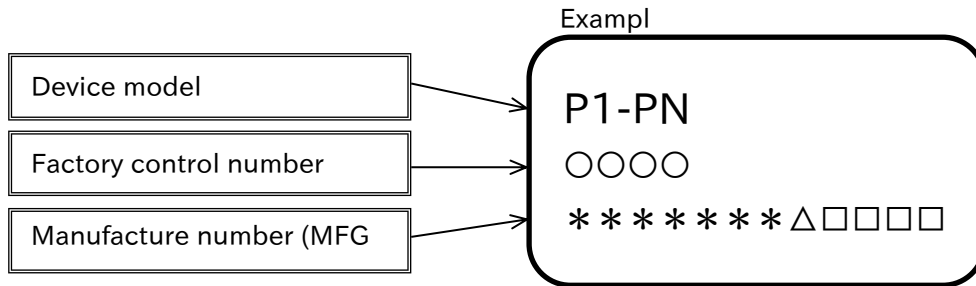 Exampl
Device model
Factory control number
Manufacture number (MFG
P1-PN
○○○○
*******△□□□□